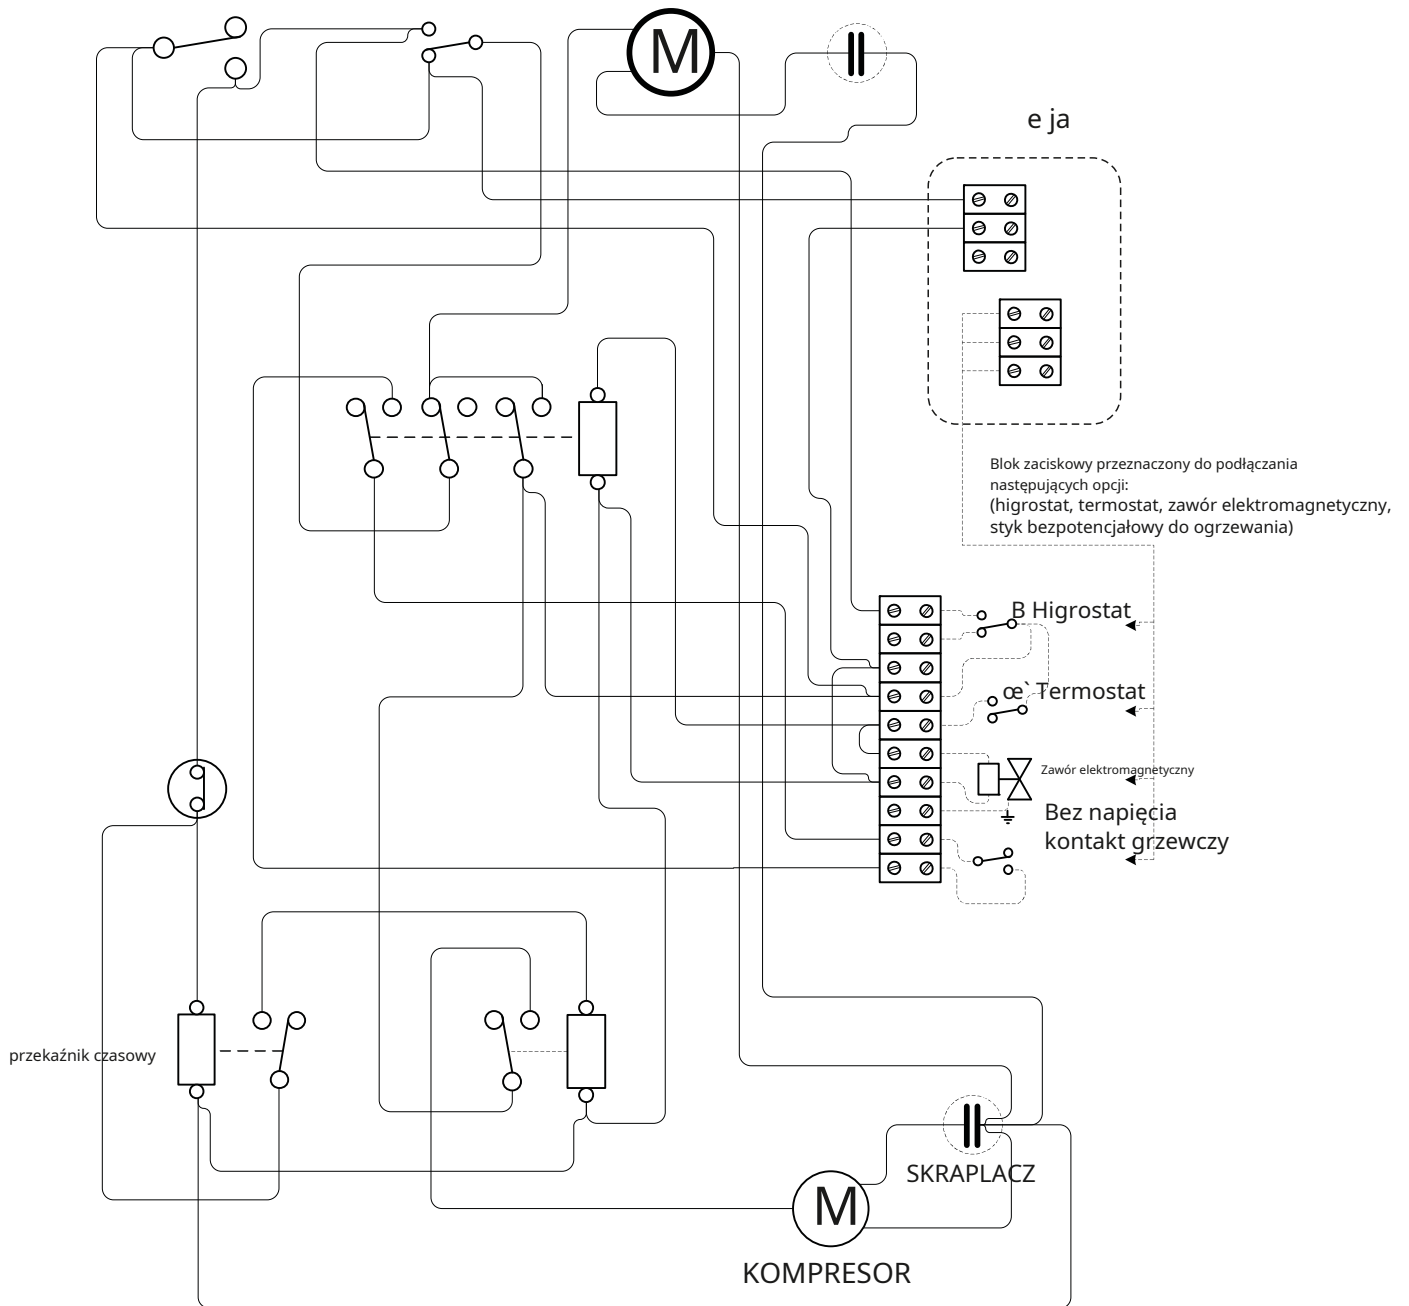 M
e ja
Blok zaciskowy przeznaczony do podłączania
następujących opcji:
(higrostat, termostat, zawór elektromagnetyczny,
styk bezpotencjałowy do ogrzewania)
B Higrostat
œ` Termostat
Zawór elektromagnetyczny
Bez napięcia
kontakt grzewczy
przekaźnik czasowy
SKRAPLACZ
M
KOMPRESOR